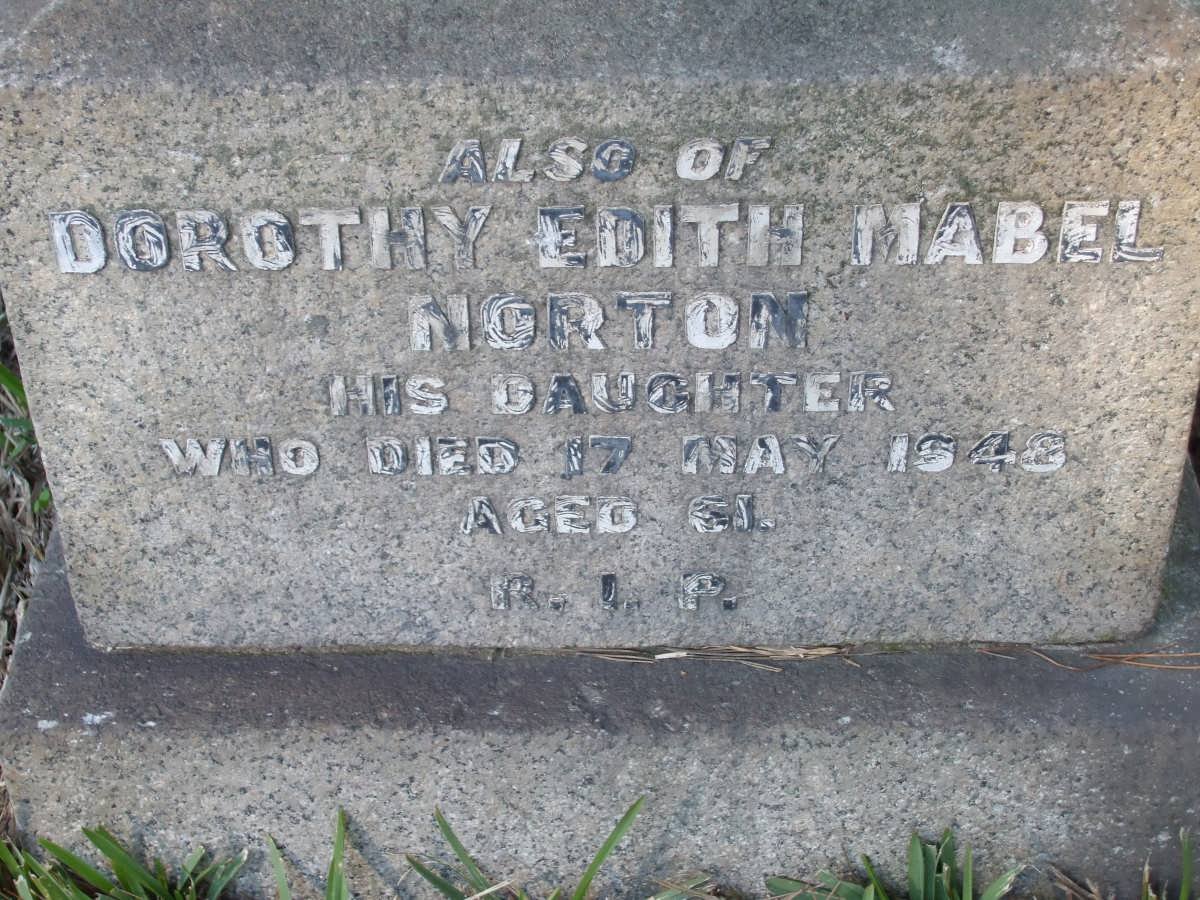 ALSO OF
DOROTHY EDITH MABEL
NORTON
HIS DAUGHTER
WHO DIED 17 MAY 1948
AGED 61.
R. I. P.